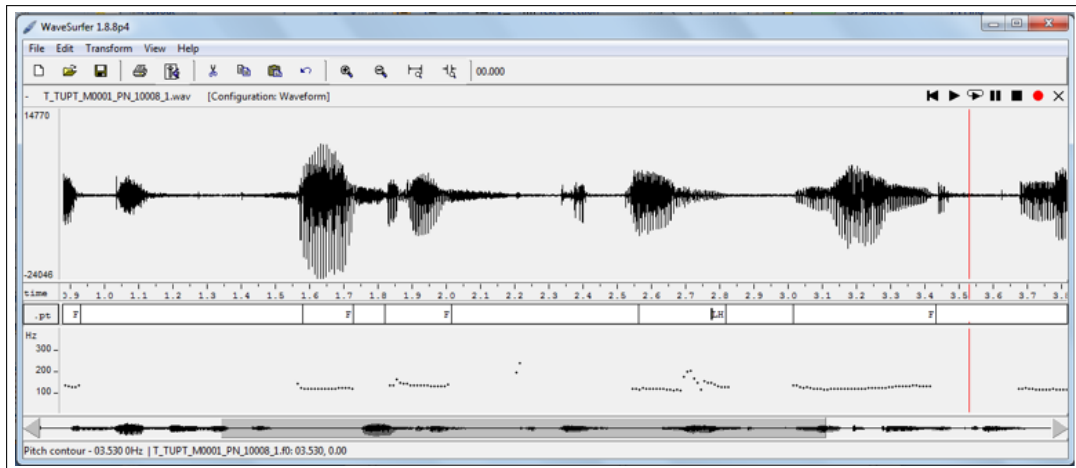 WaveSurfer 1.8.8p4
File Edit Transform View Help
00.000
- T_TUPT_M0001_PN_10008_1.wav [Configuration: Waveform]
14770
-24046
time 0.9 1.0 1.1 1.2 1.3 1.4 1.5 1.6 1.7 1.8 1.9 2.0 2.1 2.2 2.3 2.4 2.5 2.6 2.7 2.8 2.9 3.0 3.1 3.2 3.3 3.4 3.5 3.6 3.7
.pt F F F LH F
Hz
300
200
100
Pitch contour - 03.530 0Hz | T_TUPT_M0001_PN_10008_1.f0: 03.530, 0.00